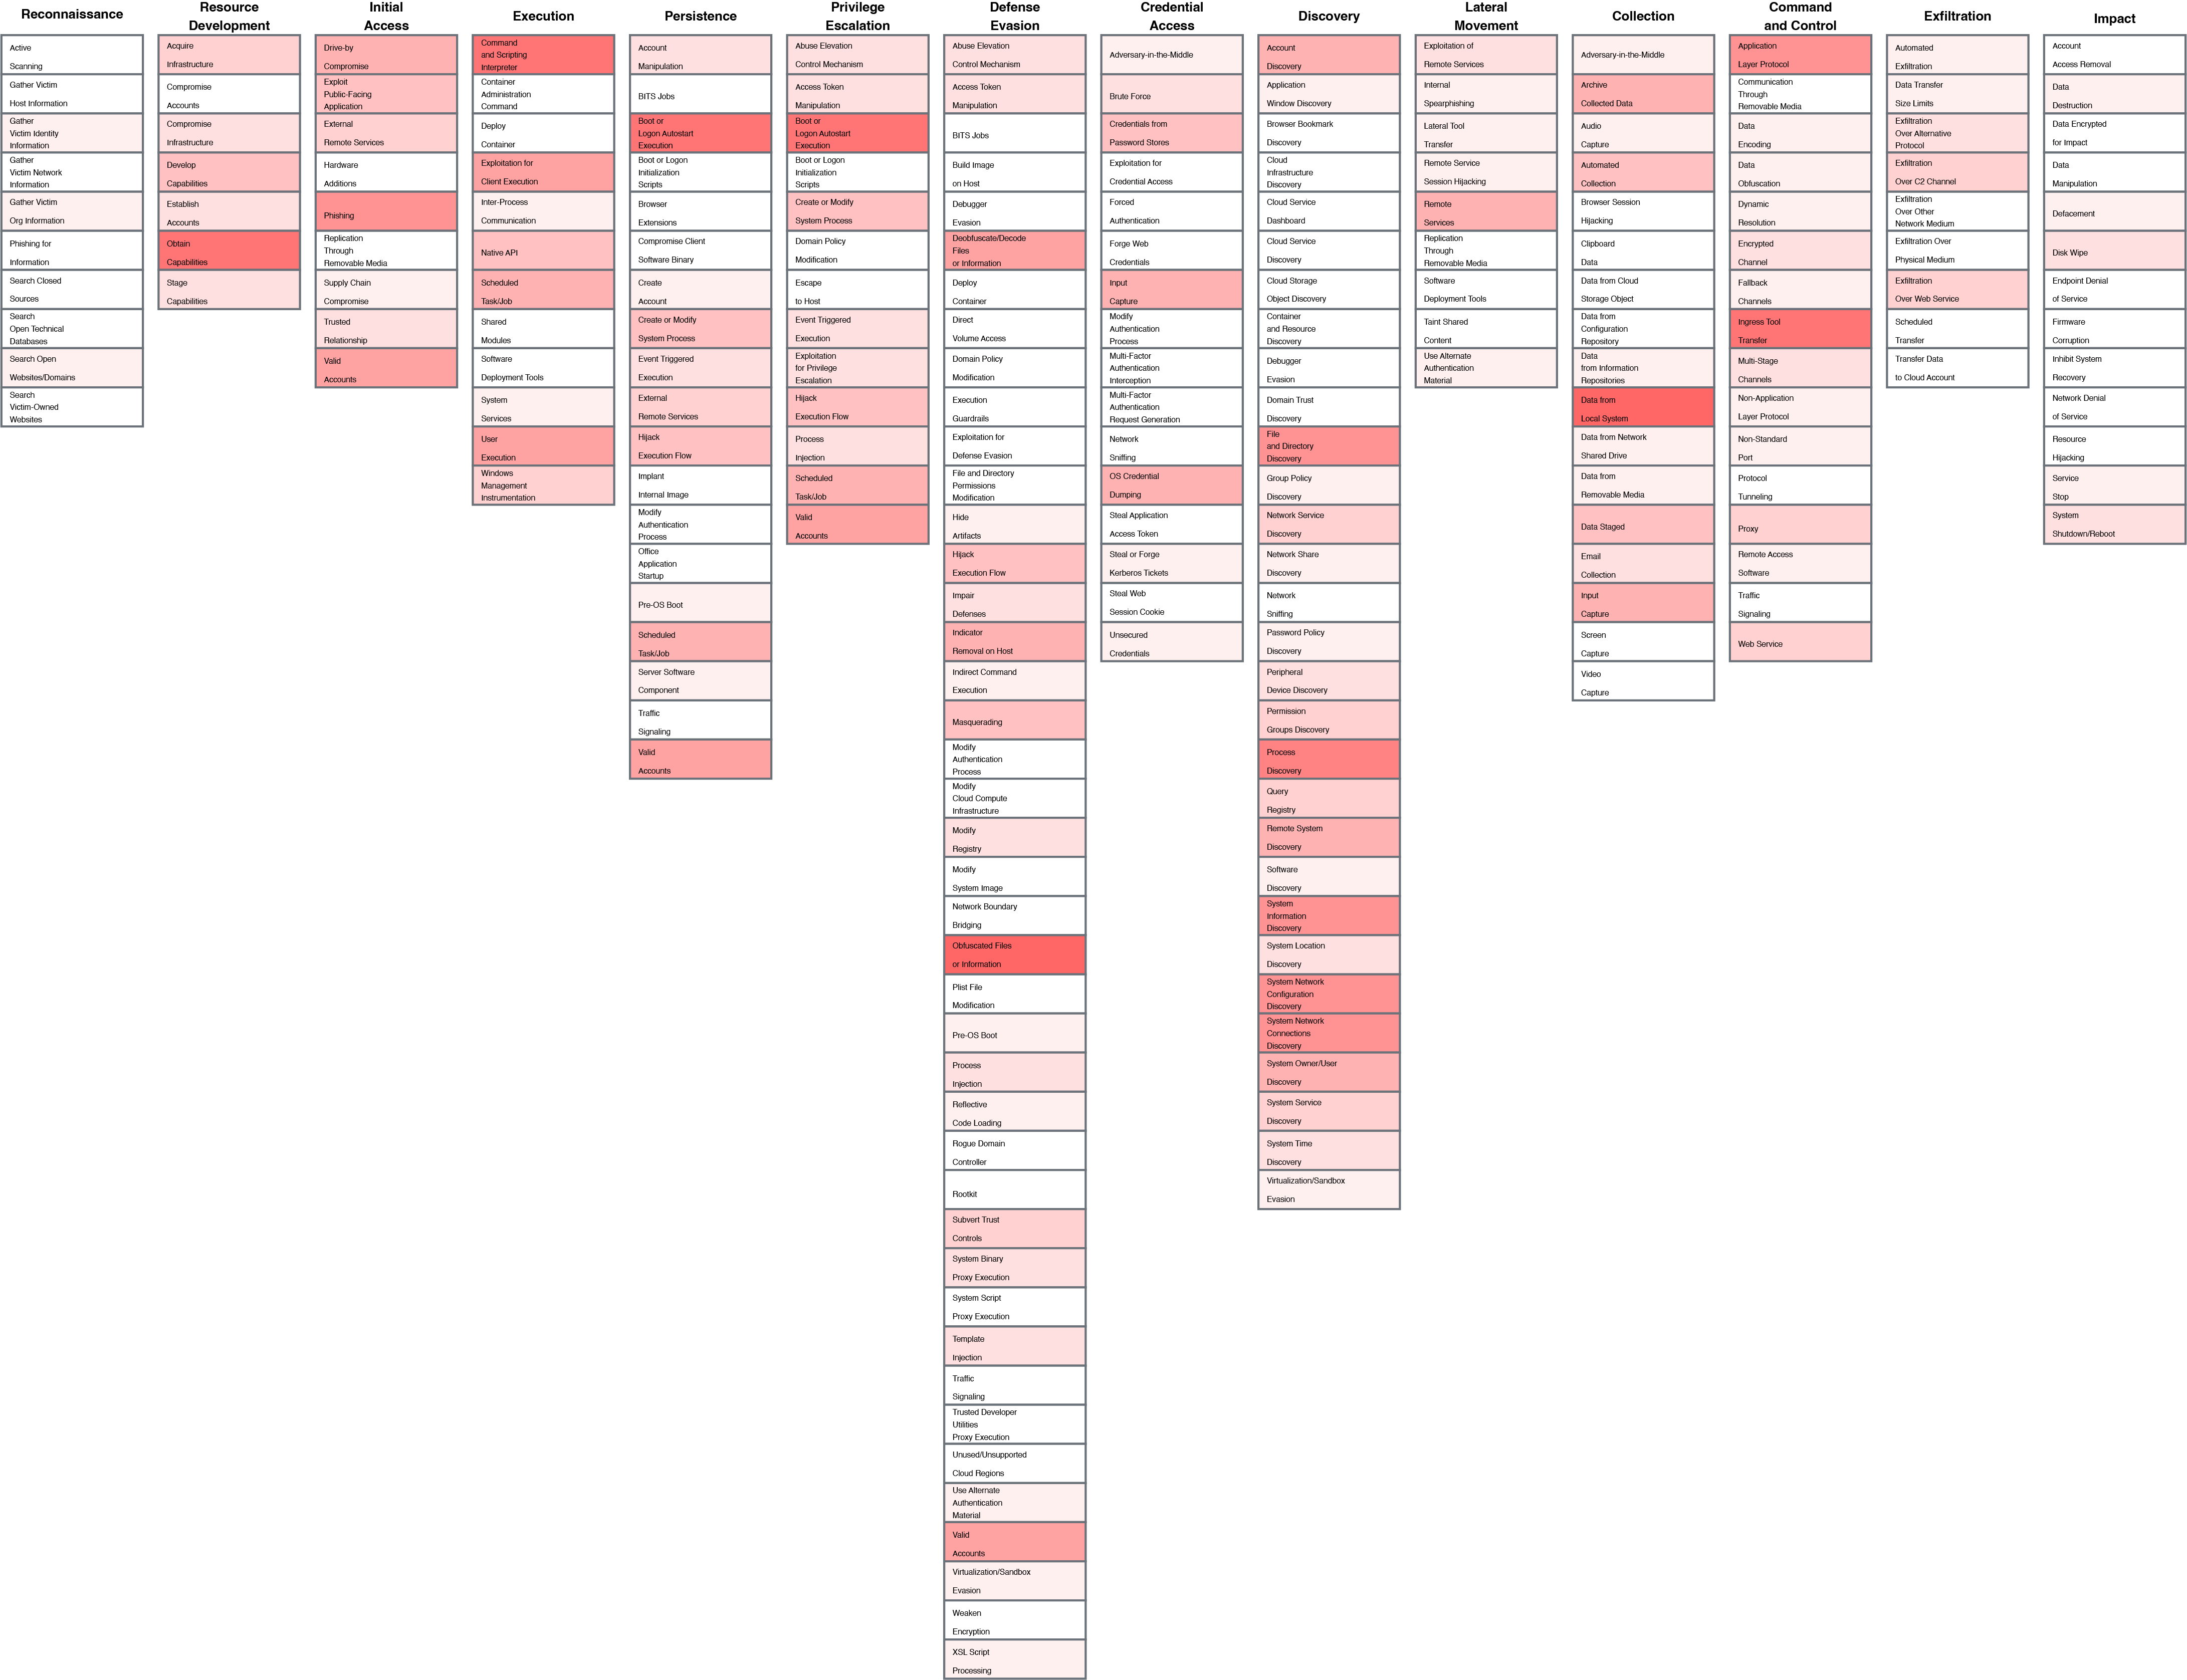 Reconnaissance
Active
Scanning
Gather Victim
Host Information
Gather
Victim Identity
Information
Gather
Victim Network
Information
Gather Victim
Org Information
Phishing for
Information
Search Closed
Sources
Search
Open Technical
Databases
Search Open
Websites/Domains
Search
Victim-Owned
Websites
Resource
Development
Acquire
Infrastructure
Compromise
Accounts
Compromise
Infrastructure
Develop
Capabilities
Establish
Accounts
Obtain
Capabilities
Stage
Capabilities
Initial
Access
Drive-by
Compromise
Exploit
Public-Facing
Application
External
Remote Services
Hardware
Additions
Phishing
Replication
Through
Removable Media
Supply Chain
Compromise
Trusted
Relationship
Valid
Accounts
Execution
Command
and Scripting
Interpreter
Container
Administration
Command
Deploy
Container
Exploitation for
Client Execution
Inter-Process
Communication
Native API
Scheduled
Task/Job
Shared
Modules
Software
Deployment Tools
System
Services
User
Execution
Windows
Management
Instrumentation
Persistence
Account
Manipulation
BITS Jobs
Boot or
Logon Autostart
Execution
Boot or Logon
Initialization
Scripts
Browser
Extensions
Compromise Client
Software Binary
Create
Account
Create or Modify
System Process
Event Triggered
Execution
External
Remote Services
Hijack
Execution Flow
Implant
Internal Image
Modify
Authentication
Process
Office
Application
Startup
Pre-OS Boot
Scheduled
Task/Job
Server Software
Component
Traffic
Signaling
Valid
Accounts
Privilege
Escalation
Abuse Elevation
Control Mechanism
Access Token
Manipulation
Boot or
Logon Autostart
Execution
Boot or Logon
Initialization
Scripts
Create or Modify
System Process
Domain Policy
Modification
Escape
to Host
Event Triggered
Execution
Exploitation
for Privilege
Escalation
Hijack
Execution Flow
Process
Injection
Scheduled
Task/Job
Valid
Accounts
Defense
Evasion
Abuse Elevation
Control Mechanism
Access Token
Manipulation
BITS Jobs
Build Image
on Host
Debugger
Evasion
Deobfuscate/Decode
Files
or Information
Deploy
Container
Direct
Volume Access
Domain Policy
Modification
Execution
Guardrails
Exploitation for
Defense Evasion
File and Directory
Permissions
Modification
Hide
Artifacts
Hijack
Execution Flow
Impair
Defenses
Indicator
Removal on Host
Indirect Command
Execution
Masquerading
Modify
Authentication
Process
Modify
Cloud Compute
Infrastructure
Modify
Registry
Modify
System Image
Network Boundary
Bridging
Obfuscated Files
or Information
Plist File
Modification
Pre-OS Boot
Process
Injection
Reflective
Code Loading
Rogue Domain
Controller
Rootkit
Subvert Trust
Controls
System Binary
Proxy Execution
System Script
Proxy Execution
Template
Injection
Traffic
Signaling
Trusted Developer
Utilities
Proxy Execution
Unused/Unsupported
Cloud Regions
Use Alternate
Authentication
Material
Valid
Accounts
Virtualization/Sandbox
Evasion
Weaken
Encryption
XSL Script
Processing
Credential
Access
Adversary-in-the-Middle
Brute Force
Credentials from
Password Stores
Exploitation for
Credential Access
Forced
Authentication
Forge Web
Credentials
Input
Capture
Modify
Authentication
Process
Multi-Factor
Authentication
Interception
Multi-Factor
Authentication
Request Generation
Network
Sniffing
OS Credential
Dumping
Steal Application
Access Token
Steal or Forge
Kerberos Tickets
Steal Web
Session Cookie
Unsecured
Credentials
Discovery
Account
Discovery
Application
Window Discovery
Browser Bookmark
Discovery
Cloud
Infrastructure
Discovery
Cloud Service
Dashboard
Cloud Service
Discovery
Cloud Storage
Object Discovery
Container
and Resource
Discovery
Debugger
Evasion
Domain Trust
Discovery
File
and Directory
Discovery
Group Policy
Discovery
Network Service
Discovery
Network Share
Discovery
Network
Sniffing
Password Policy
Discovery
Peripheral
Device Discovery
Permission
Groups Discovery
Process
Discovery
Query
Registry
Remote System
Discovery
Software
Discovery
System
Information
Discovery
System Location
Discovery
System Network
Configuration
Discovery
System Network
Connections
Discovery
System Owner/User
Discovery
System Service
Discovery
System Time
Discovery
Virtualization/Sandbox
Evasion
Lateral
Movement
Exploitation of
Remote Services
Internal
Spearphishing
Lateral Tool
Transfer
Remote Service
Session Hijacking
Remote
Services
Replication
Through
Removable Media
Software
Deployment Tools
Taint Shared
Content
Use Alternate
Authentication
Material
Collection
Adversary-in-the-Middle
Archive
Collected Data
Audio
Capture
Automated
Collection
Browser Session
Hijacking
Clipboard
Data
Data from Cloud
Storage Object
Data from
Configuration
Repository
Data
from Information
Repositories
Data from
Local System
Data from Network
Shared Drive
Data from
Removable Media
Data Staged
Email
Collection
Input
Capture
Screen
Capture
Video
Capture
Command
and Control
Application
Layer Protocol
Communication
Through
Removable Media
Data
Encoding
Data
Obfuscation
Dynamic
Resolution
Encrypted
Channel
Fallback
Channels
Ingress Tool
Transfer
Multi-Stage
Channels
Non-Application
Layer Protocol
Non-Standard
Port
Protocol
Tunneling
Proxy
Remote Access
Software
Traffic
Signaling
Web Service
Exfiltration
Automated
Exfiltration
Data Transfer
Size Limits
Exfiltration
Over Alternative
Protocol
Exfiltration
Over C2 Channel
Exfiltration
Over Other
Network Medium
Exfiltration Over
Physical Medium
Exfiltration
Over Web Service
Scheduled
Transfer
Transfer Data
to Cloud Account
Impact
Account
Access Removal
Data
Destruction
Data Encrypted
for Impact
Data
Manipulation
Defacement
Disk Wipe
Endpoint Denial
of Service
Firmware
Corruption
Inhibit System
Recovery
Network Denial
of Service
Resource
Hijacking
Service
Stop
System
Shutdown/Reboot